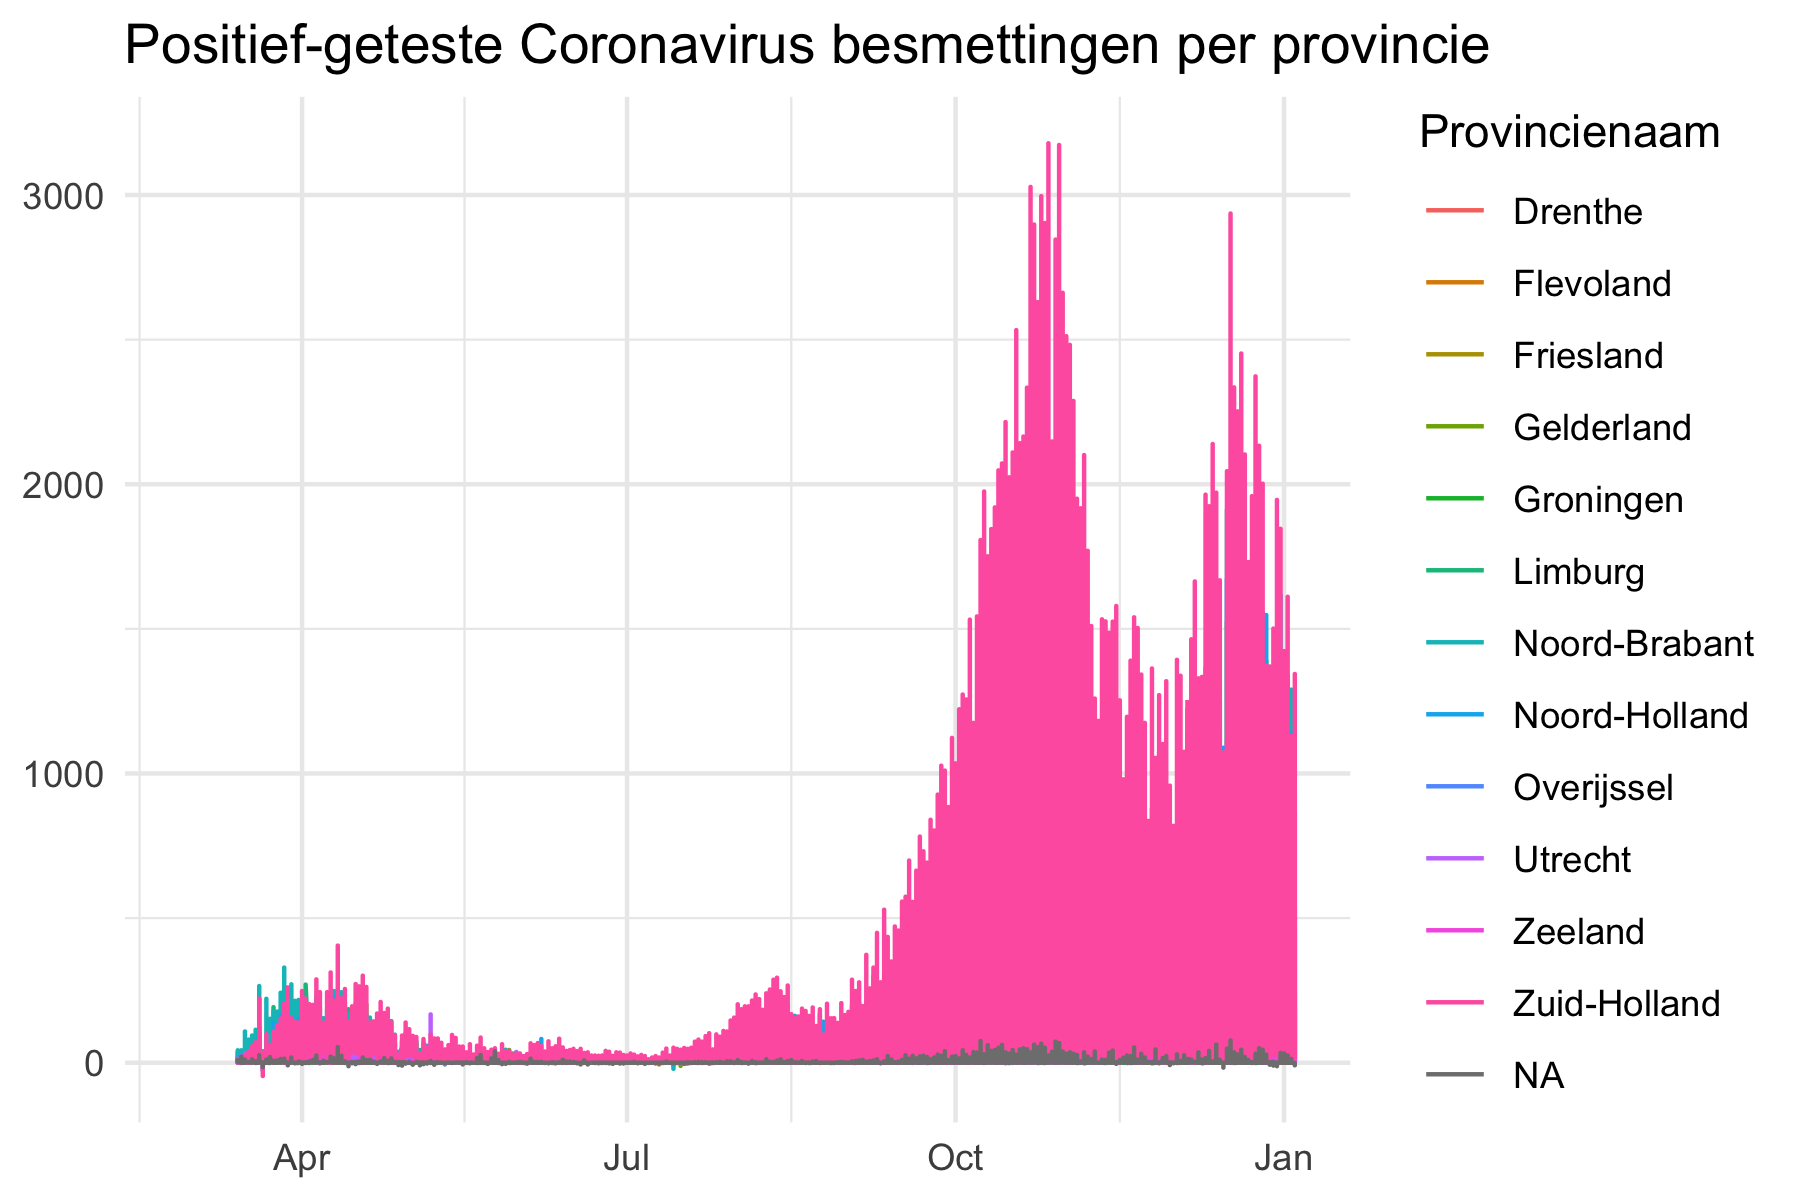 Positief-geteste Coronavirus besmettingen per provincie
3000
2000
1000
0
Apr
Jul
Oct
Jan
Provincienaam
Drenthe
Flevoland
Friesland
Gelderland
Groningen
Limburg
Noord-Brabant
Noord-Holland
Overijssel
Utrecht
Zeeland
Zuid-Holland
NA